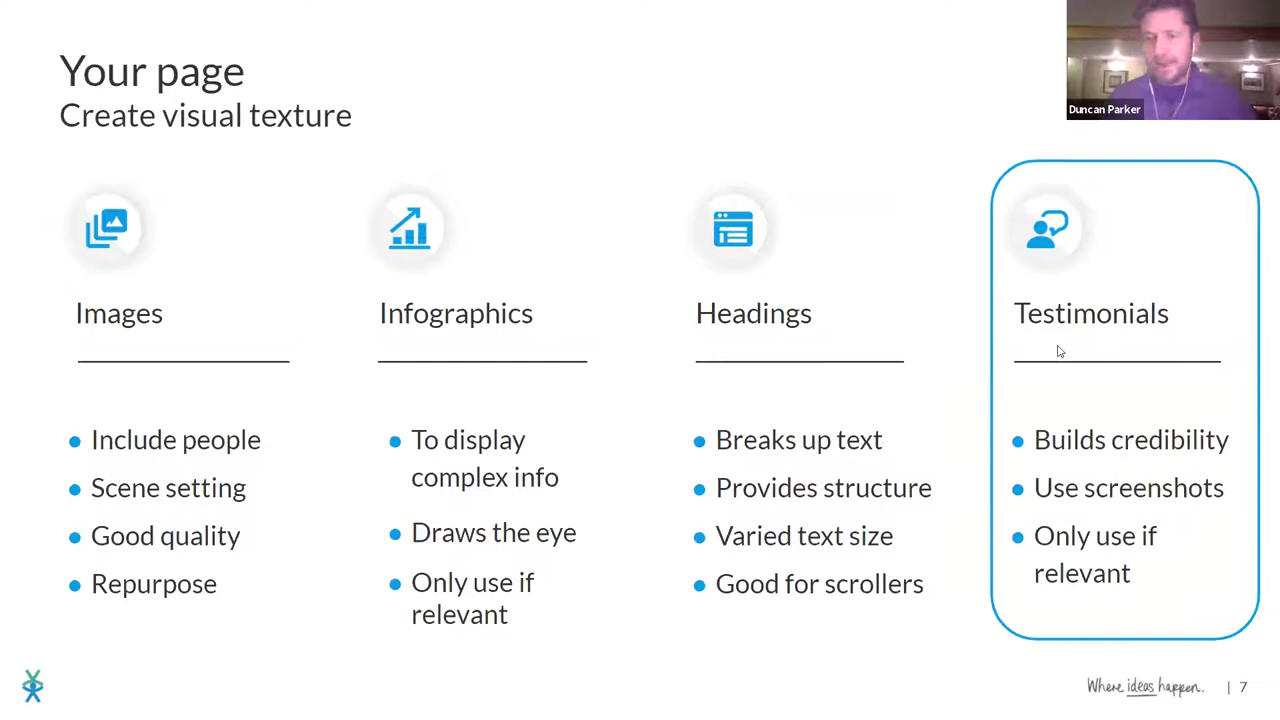 Your page
Create visual texture
Duncan Parker
Images
Include people
Scene setting
Good quality
Repurpose
Infographics
To display
complex info
Draws the eye
Only use if
relevant
Headings
Breaks up text
Provides structure
Varied text size
Good for scrollers
Testimonials
Builds credibility
Use screenshots
Only use if
relevant
Where ideas happen.
| 7